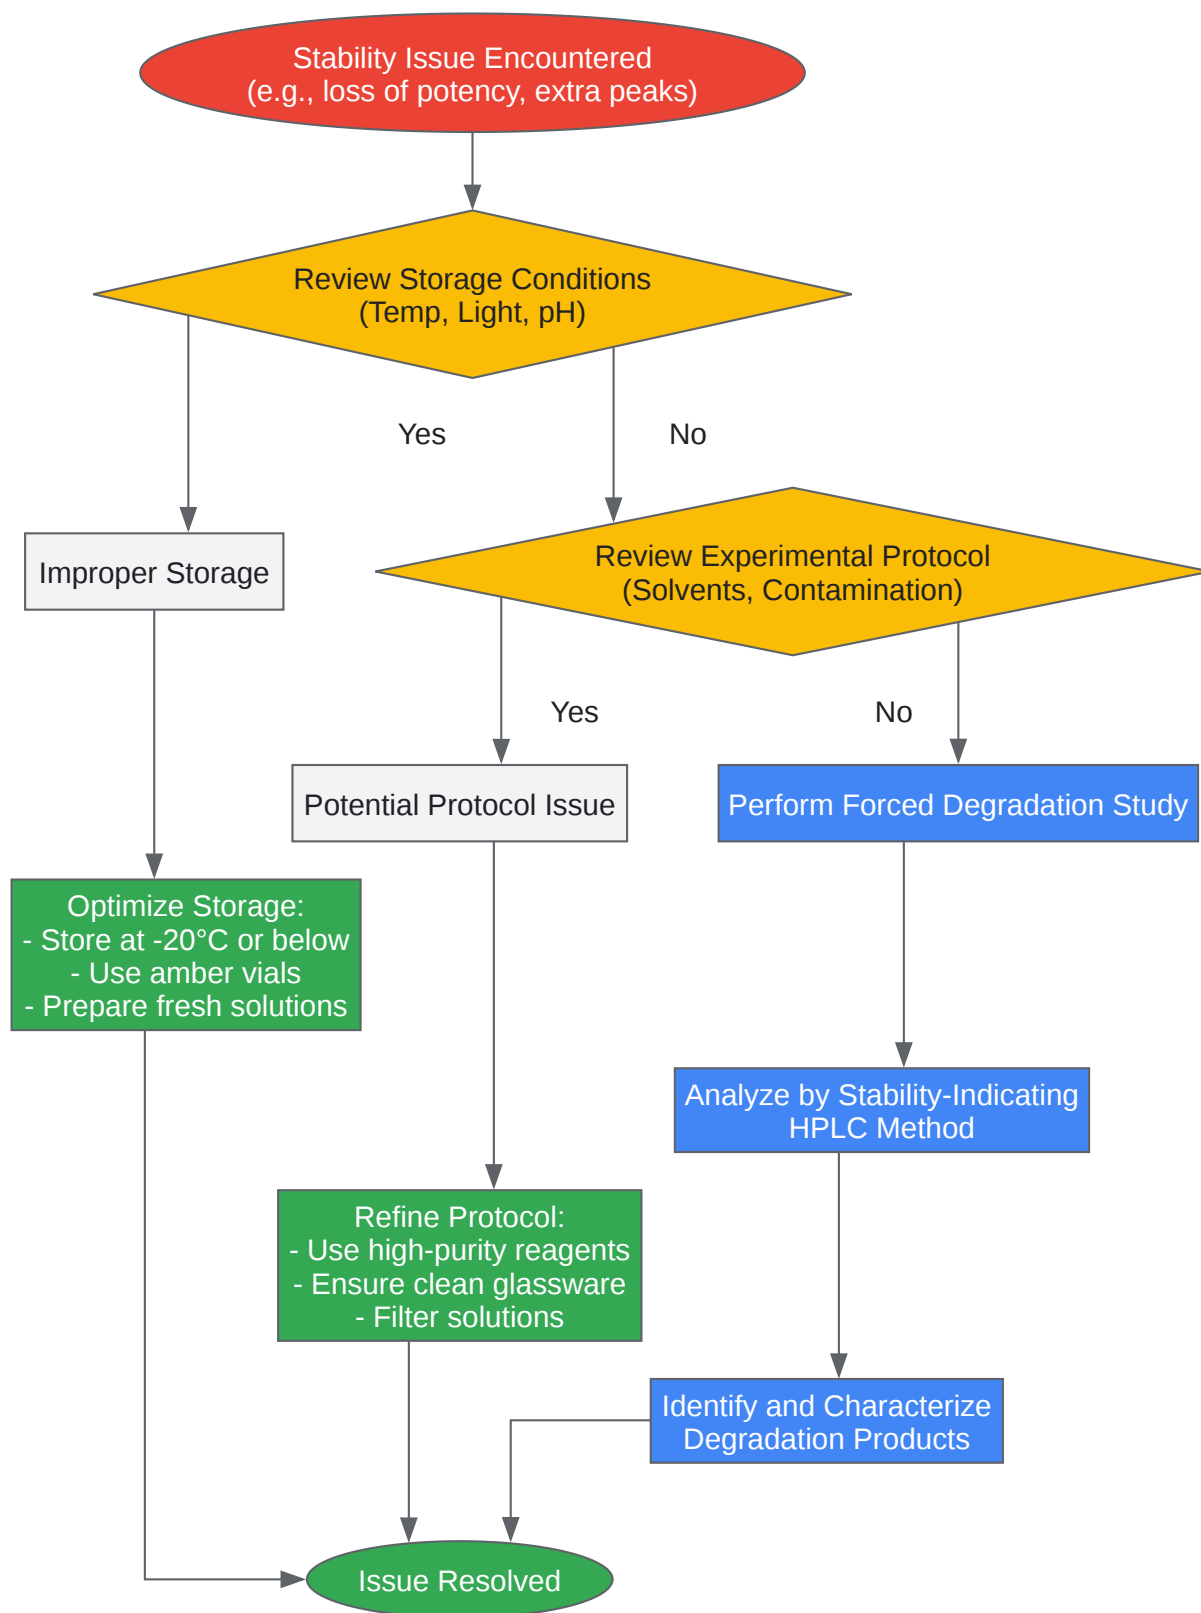 Stability Issue Encountered
(e.g., loss of potency, extra peaks)
Review Storage Conditions
(Temp, Light, pH)
Yes
No
Improper Storage
Review Experimental Protocol
(Solvents, Contamination)
Yes
No
Potential Protocol Issue
Perform Forced Degradation Study
Optimize Storage:
- Store at -20°C or below
- Use amber vials
- Prepare fresh solutions
Analyze by Stability-Indicating
HPLC Method
Refine Protocol:
- Use high-purity reagents
- Ensure clean glassware
- Filter solutions
Identify and Characterize
Degradation Products
Issue Resolved